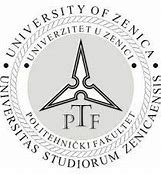 UNIVERSITY OF ZENICA
UNIVERZITET U ZENICI
PTF
POLITEHNIČKI FAKULTET
UNIVERSITAS STUDIORUM ZENICAENSIS